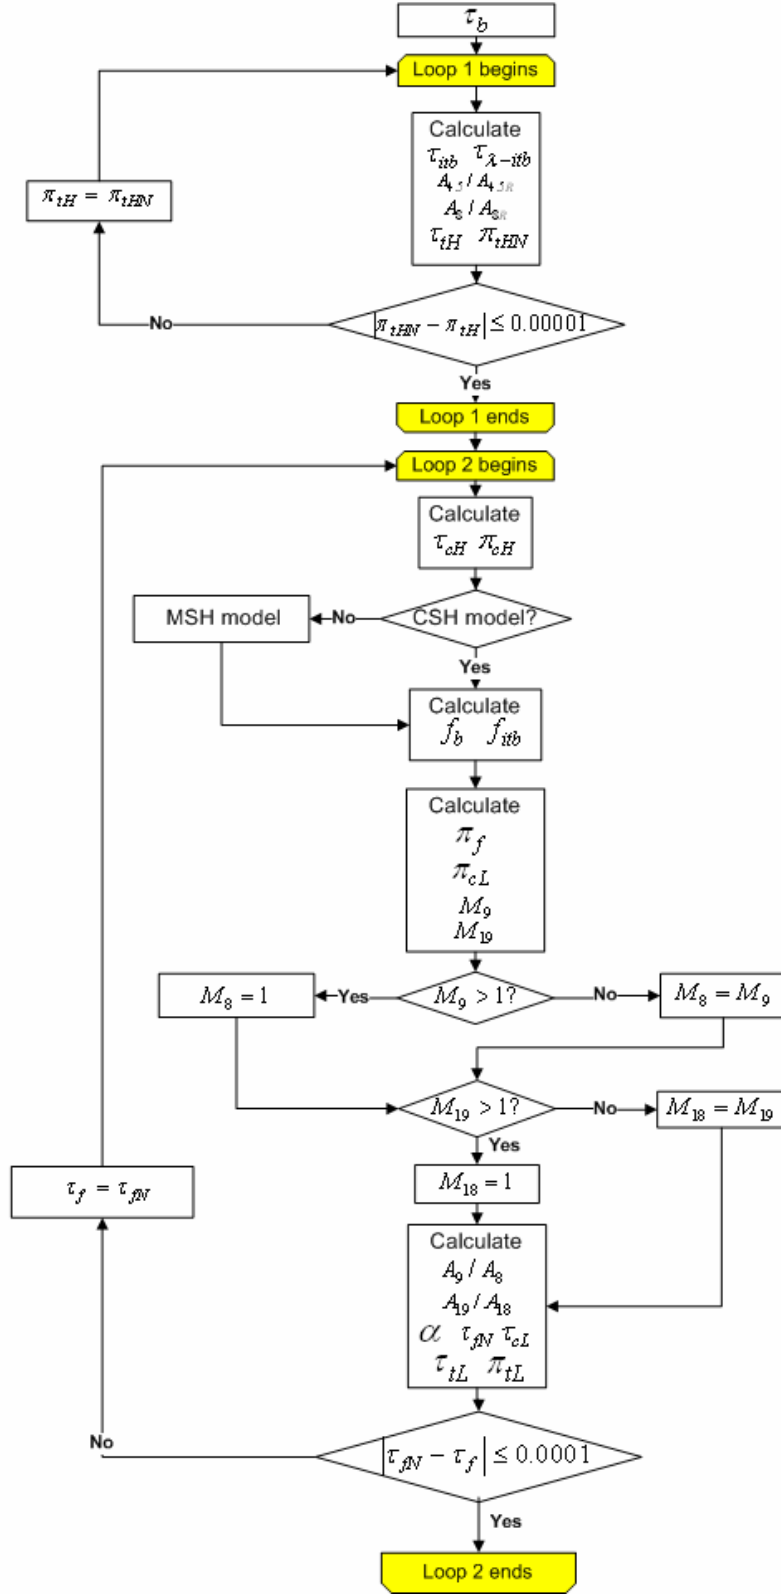 τ_b
Loop 1 begins
Calculate
τ_itb τ_λ−itb
A_4.5 / A_4.5R
A_8 / A_8R
τ_tH π_tHN
π_tH = π_tHN
No
|π_tHN − π_tH| ≤ 0.00001
Yes
Loop 1 ends
Loop 2 begins
Calculate
τ_cH π_cH
MSH model
No
CSH model?
Yes
Calculate
f_b f_itb
Calculate
π_f
π_cL
M_9
M_19
M_8 = 1
Yes
M_9 > 1?
No
M_8 = M_9
M_19 > 1?
No
M_18 = M_19
Yes
M_18 = 1
τ_f = τ_fN
Calculate
A_9 / A_8
A_19 / A_18
α τ_fN τ_cL
τ_tL π_tL
No
|τ_fN − τ_f| ≤ 0.0001
Yes
Loop 2 ends